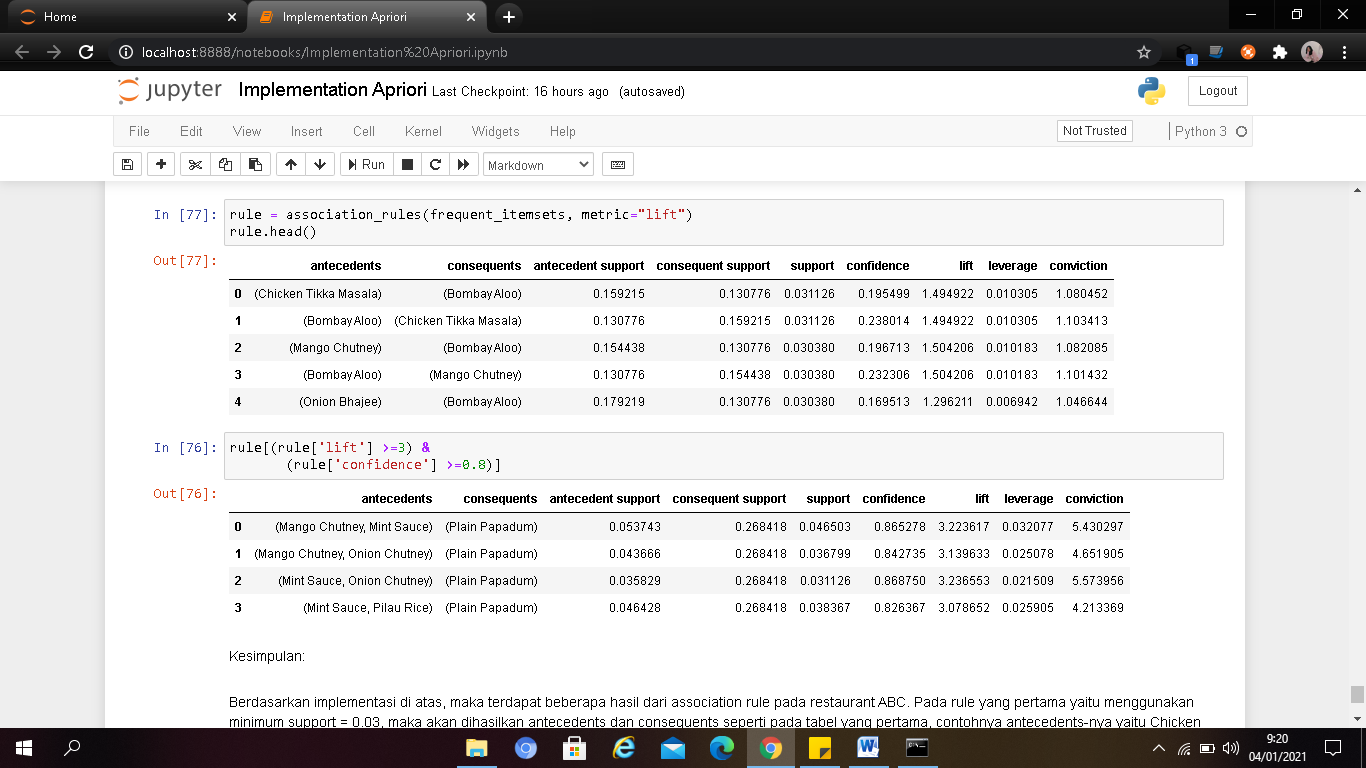 Home
Implementation Apriori
localhost:8888/notebooks/Implementation%20Apriori.ipynb
1
jupyter Implementation Apriori Last Checkpoint: 16 hours ago (autosaved)
Logout
File Edit View Insert Cell Kernel Widgets Help
Not Trusted
Python 3
Run
Markdown
In [77]: rule = association_rules(frequent_itemsets, metric="lift")
rule.head()
Out[77]:
antecedents consequents antecedent support consequent support support confidence lift leverage conviction
0 (Chicken Tikka Masala) (Bombay Aloo) 0.159215 0.130776 0.031126 0.195499 1.494922 0.010305 1.080452
1 (Bombay Aloo) (Chicken Tikka Masala) 0.130776 0.159215 0.031126 0.238014 1.494922 0.010305 1.103413
2 (Mango Chutney) (Bombay Aloo) 0.154438 0.130776 0.030380 0.196713 1.504206 0.010183 1.082085
3 (Bombay Aloo) (Mango Chutney) 0.130776 0.154438 0.030380 0.232306 1.504206 0.010183 1.101432
4 (Onion Bhajee) (Bombay Aloo) 0.179219 0.130776 0.030380 0.169513 1.296211 0.006942 1.046644
In [76]: rule[(rule['lift'] >=3) &
(rule['confidence'] >=0.8)]
Out[76]:
antecedents consequents antecedent support consequent support support confidence lift leverage conviction
0 (Mango Chutney, Mint Sauce) (Plain Papadum) 0.053743 0.268418 0.046503 0.865278 3.223617 0.032077 5.430297
1 (Mango Chutney, Onion Chutney) (Plain Papadum) 0.043666 0.268418 0.036799 0.842735 3.139633 0.025078 4.651905
2 (Mint Sauce, Onion Chutney) (Plain Papadum) 0.035829 0.268418 0.031126 0.868750 3.236553 0.021509 5.573956
3 (Mint Sauce, Pilau Rice) (Plain Papadum) 0.046428 0.268418 0.038367 0.826367 3.078652 0.025905 4.213369
Kesimpulan:
Berdasarkan implementasi di atas, maka terdapat beberapa hasil dari association rule pada restaurant ABC. Pada rule yang pertama yaitu menggunakan
minimum support = 0.03, maka akan dihasilkan antecedents dan consequents seperti pada tabel yang pertama, contohnya antecedents-nya yaitu Chicken
9:20
04/01/2021